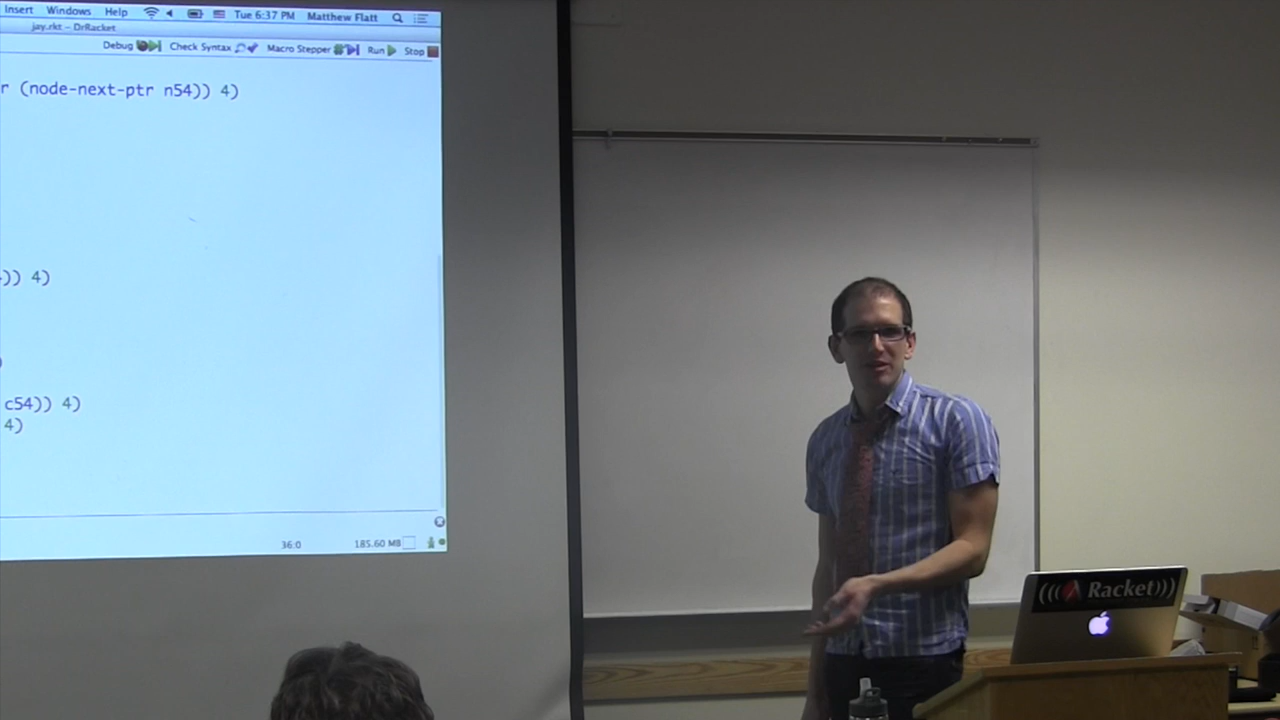 Insert Windows Help Tue 6:37 PM Matthew Flatt
jay.rkt - DrRacket
Debug Check Syntax Macro Stepper Run Stop
r (node-next-ptr n54)) 4)
)) 4)
)
c54)) 4)
4)
36:0 185.60 MB
(((Racket)))